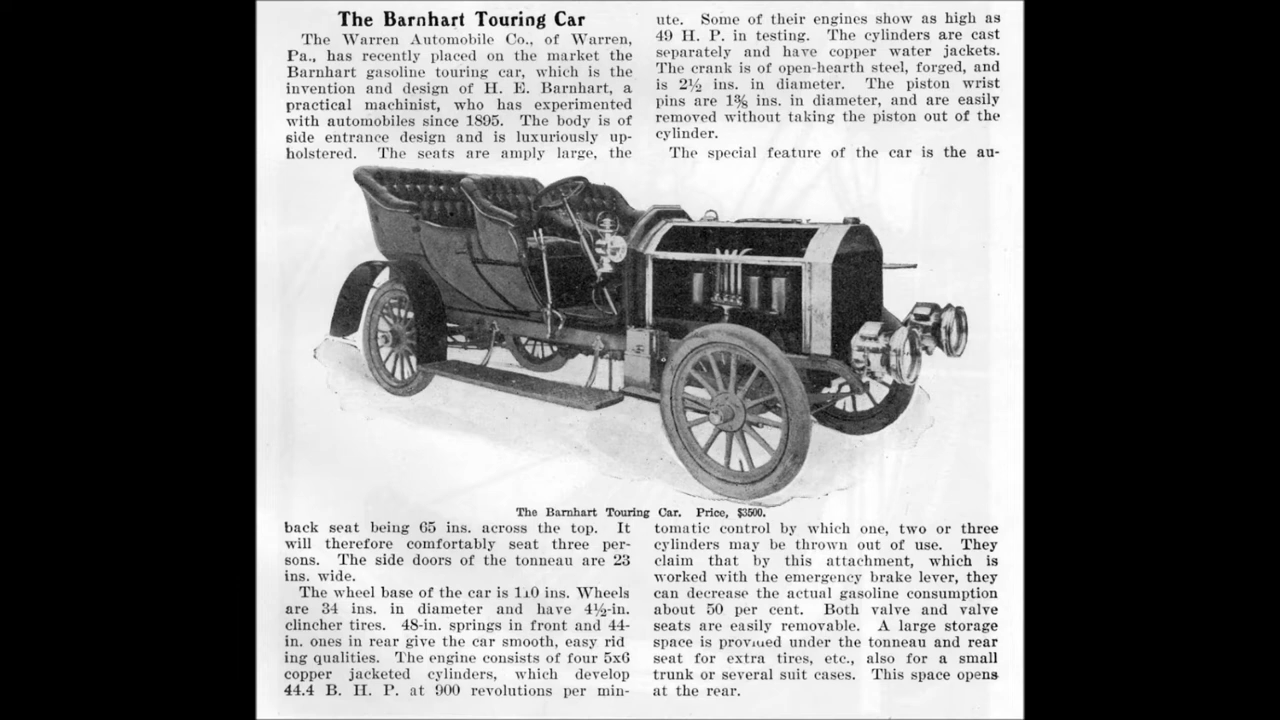 The Barnhart Touring Car
The Warren Automobile Co., of Warren,
Pa., has recently placed on the market the
Barnhart gasoline touring car, which is the
invention and design of H. E. Barnhart, a
practical machinist, who has experimented
with automobiles since 1895. The body is of
side entrance design and is luxuriously up-
holstered. The seats are amply large, the
back seat being 65 ins. across the top. It
will therefore comfortably seat three per-
sons. The side doors of the tonneau are 23
ins. wide.
The wheel base of the car is 110 ins. Wheels
are 34 ins. in diameter and have 4½-in.
clincher tires. 48-in. springs in front and 44-
in. ones in rear give the car smooth, easy rid
ing qualities. The engine consists of four 5x6
copper jacketed cylinders, which develop
44.4 B. H. P. at 900 revolutions per min-
ute. Some of their engines show as high as
49 H. P. in testing. The cylinders are cast
separately and have copper water jackets.
The crank is of open-hearth steel, forged, and
is 2½ ins. in diameter. The piston wrist
pins are 1⅜ ins. in diameter, and are easily
removed without taking the piston out of the
cylinder.
The special feature of the car is the au-
tomatic control by which one, two or three
cylinders may be thrown out of use. They
claim that by this attachment, which is
worked with the emergency brake lever, they
can decrease the actual gasoline consumption
about 50 per cent. Both valve and valve
seats are easily removable. A large storage
space is provided under the tonneau and rear
seat for extra tires, etc., also for a small
trunk or several suit cases. This space opens
at the rear.
The Barnhart Touring Car. Price, $3500.